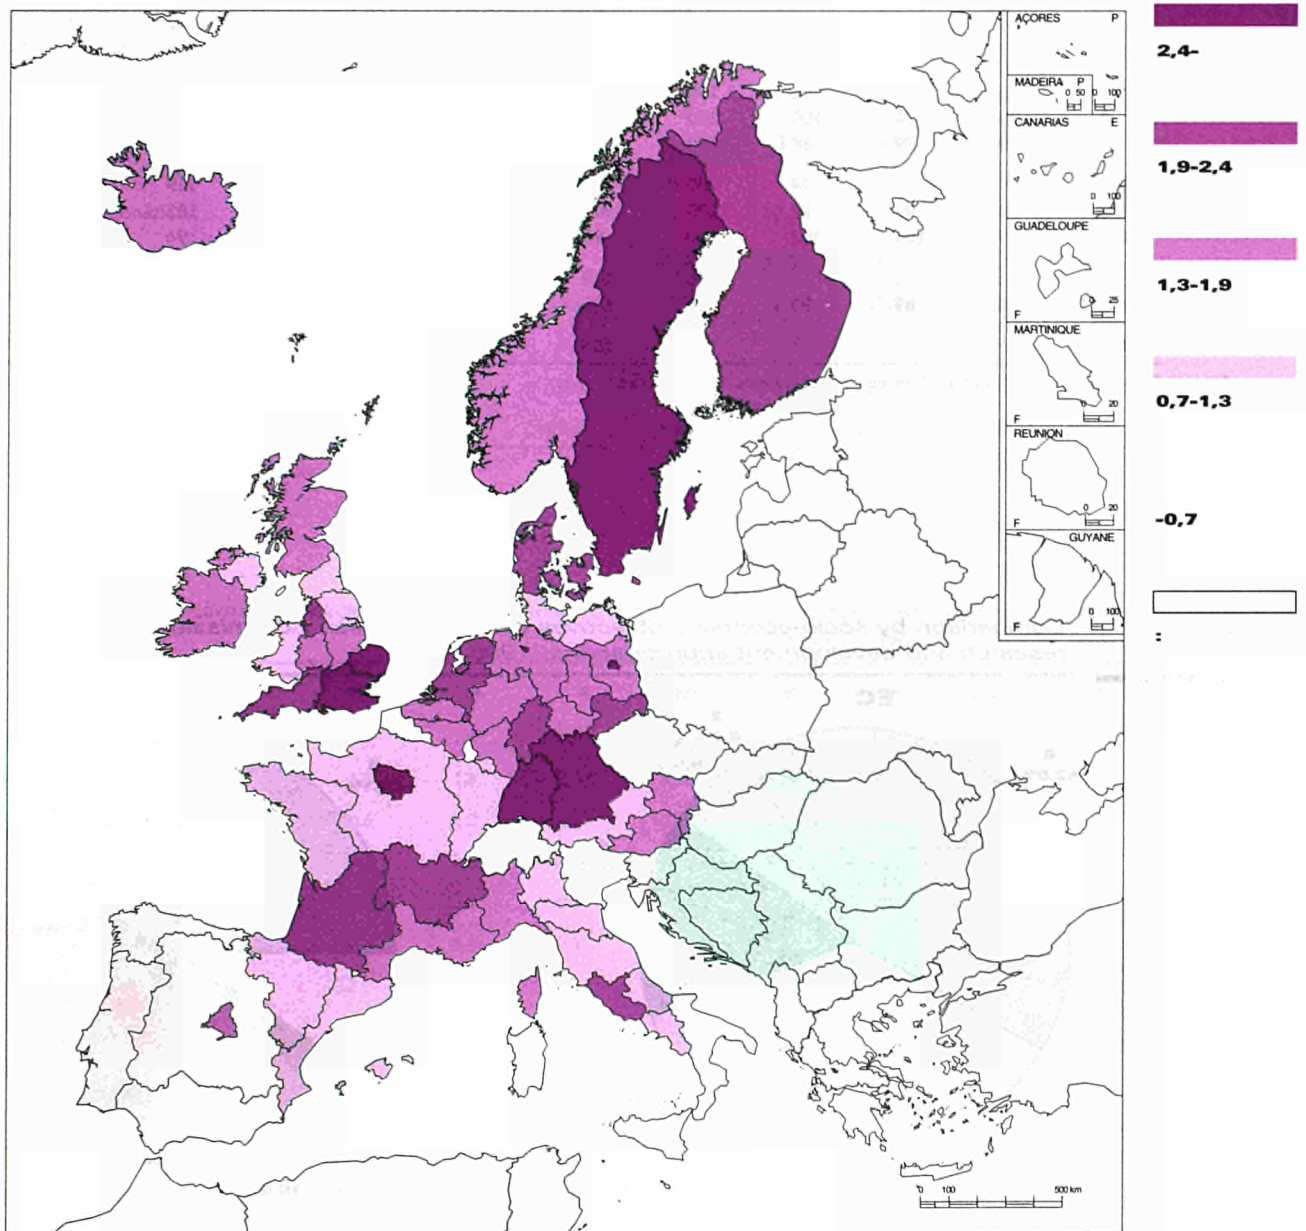 AÇORES P
MADEIRA P
0 50 0 100
CANARIAS E
0 100
GUADELOUPE
F 0 25
MARTINIQUE
F 0 20
REUNION
F 0 20
GUYANE
F 0 100
2,4-
1,9-2,4
1,3-1,9
0,7-1,3
-0,7
:
EC
0 100 500 km